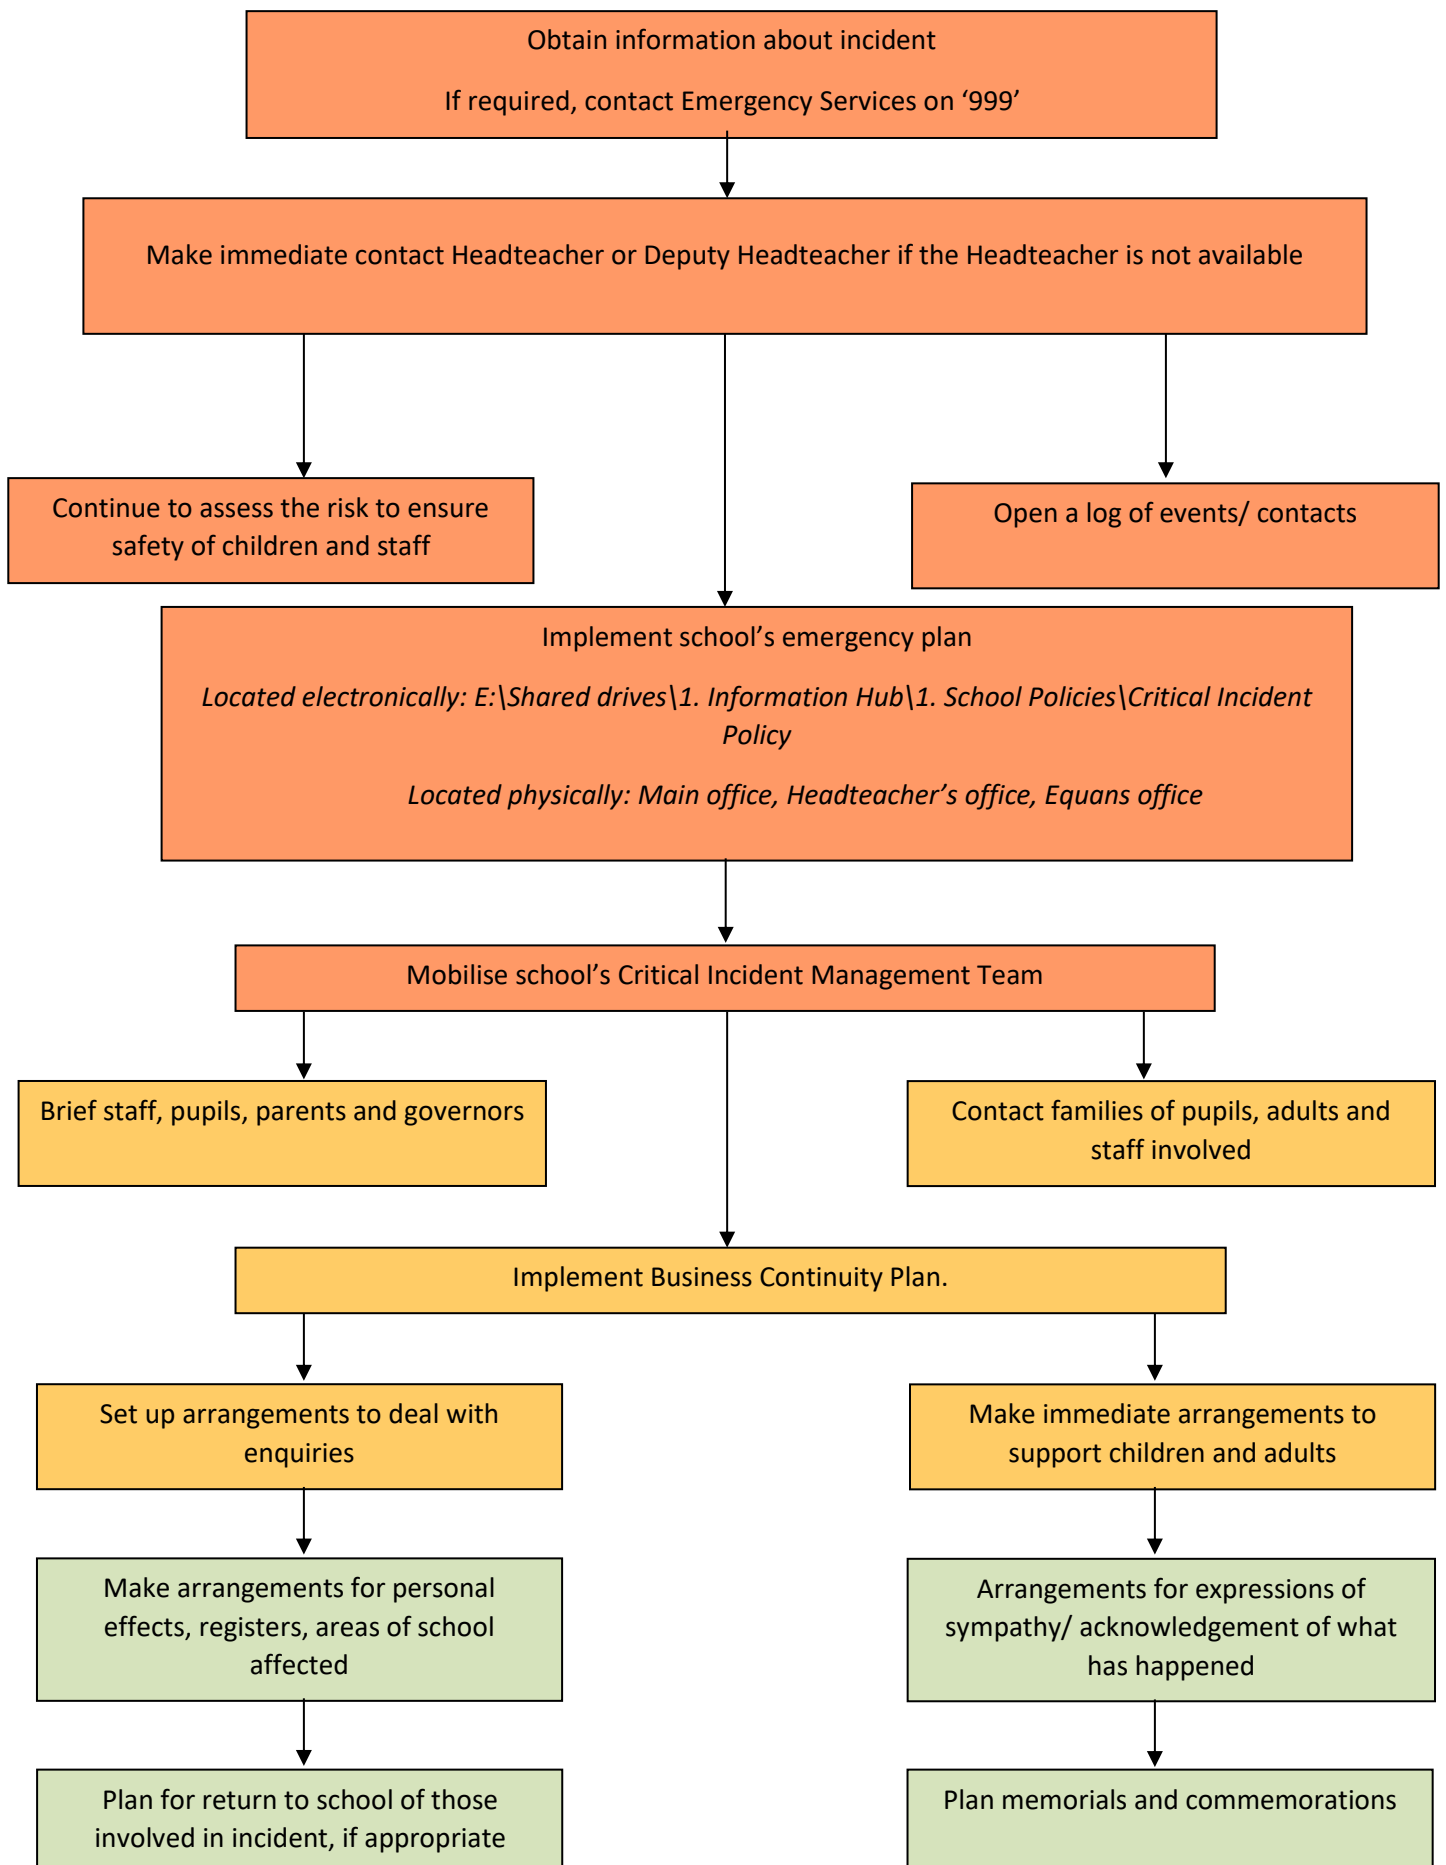 Obtain information about incident
If required, contact Emergency Services on ‘999’
Make immediate contact Headteacher or Deputy Headteacher if the Headteacher is not available
Continue to assess the risk to ensure
safety of children and staff
Open a log of events/ contacts
Implement school’s emergency plan
Located electronically: E:\Shared drives\1. Information Hub\1. School Policies\Critical Incident
Policy
Located physically: Main office, Headteacher’s office, Equans office
Mobilise school’s Critical Incident Management Team
Brief staff, pupils, parents and governors
Contact families of pupils, adults and
staff involved
Implement Business Continuity Plan.
Set up arrangements to deal with
enquiries
Make immediate arrangements to
support children and adults
Make arrangements for personal
effects, registers, areas of school
affected
Arrangements for expressions of
sympathy/ acknowledgement of what
has happened
Plan for return to school of those
involved in incident, if appropriate
Plan memorials and commemorations